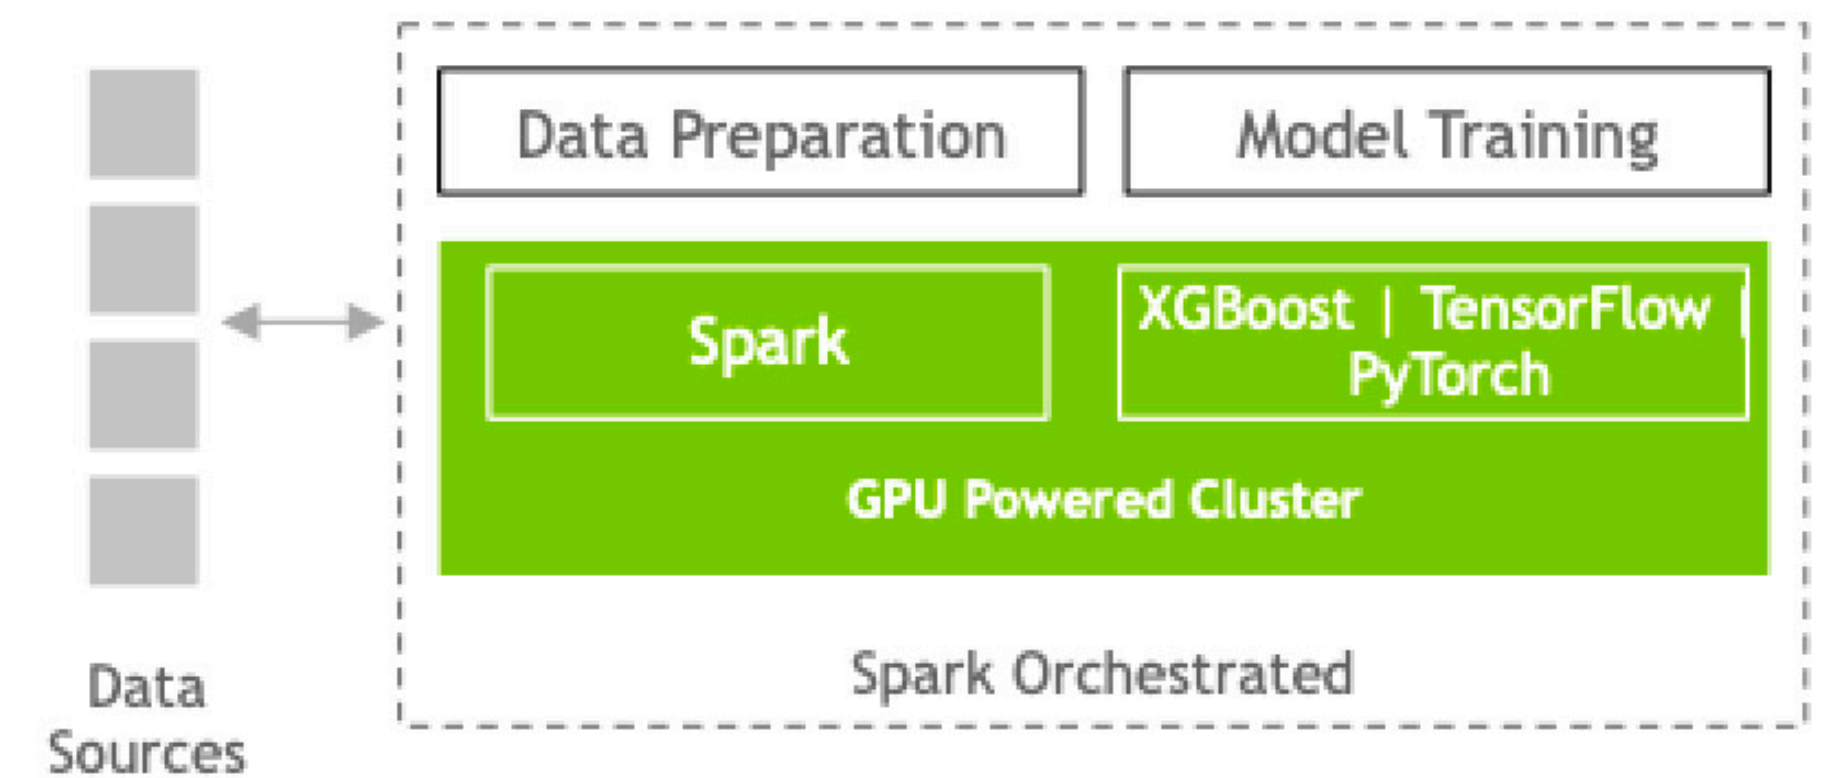 Data Preparation
Model Training
Spark
XGBoost | TensorFlow |
PyTorch
GPU Powered Cluster
Spark Orchestrated
Data
Sources